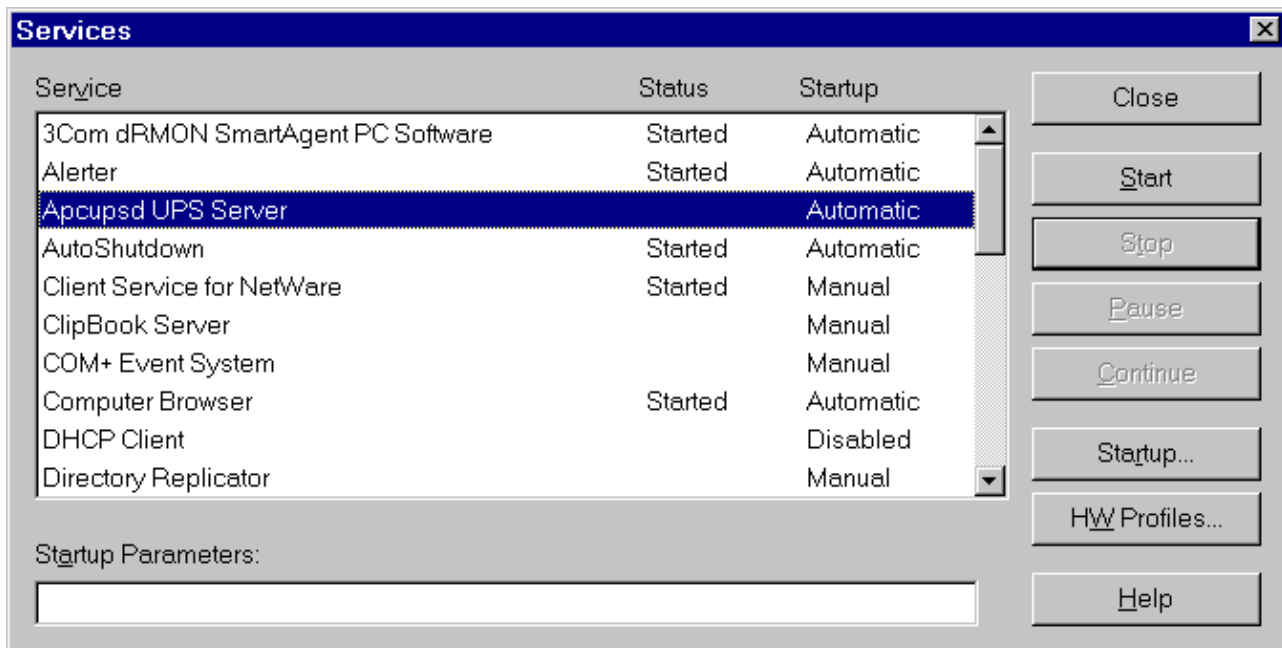 Services
Service Status Startup
3Com dRMON SmartAgent PC Software Started Automatic
Alerter Started Automatic
Apcupsd UPS Server Automatic
AutoShutdown Started Automatic
Client Service for NetWare Started Manual
ClipBook Server Manual
COM+ Event System Manual
Computer Browser Started Automatic
DHCP Client Disabled
Directory Replicator Manual
Startup Parameters:
Close
Start
Stop
Pause
Continue
Startup...
HW Profiles...
Help